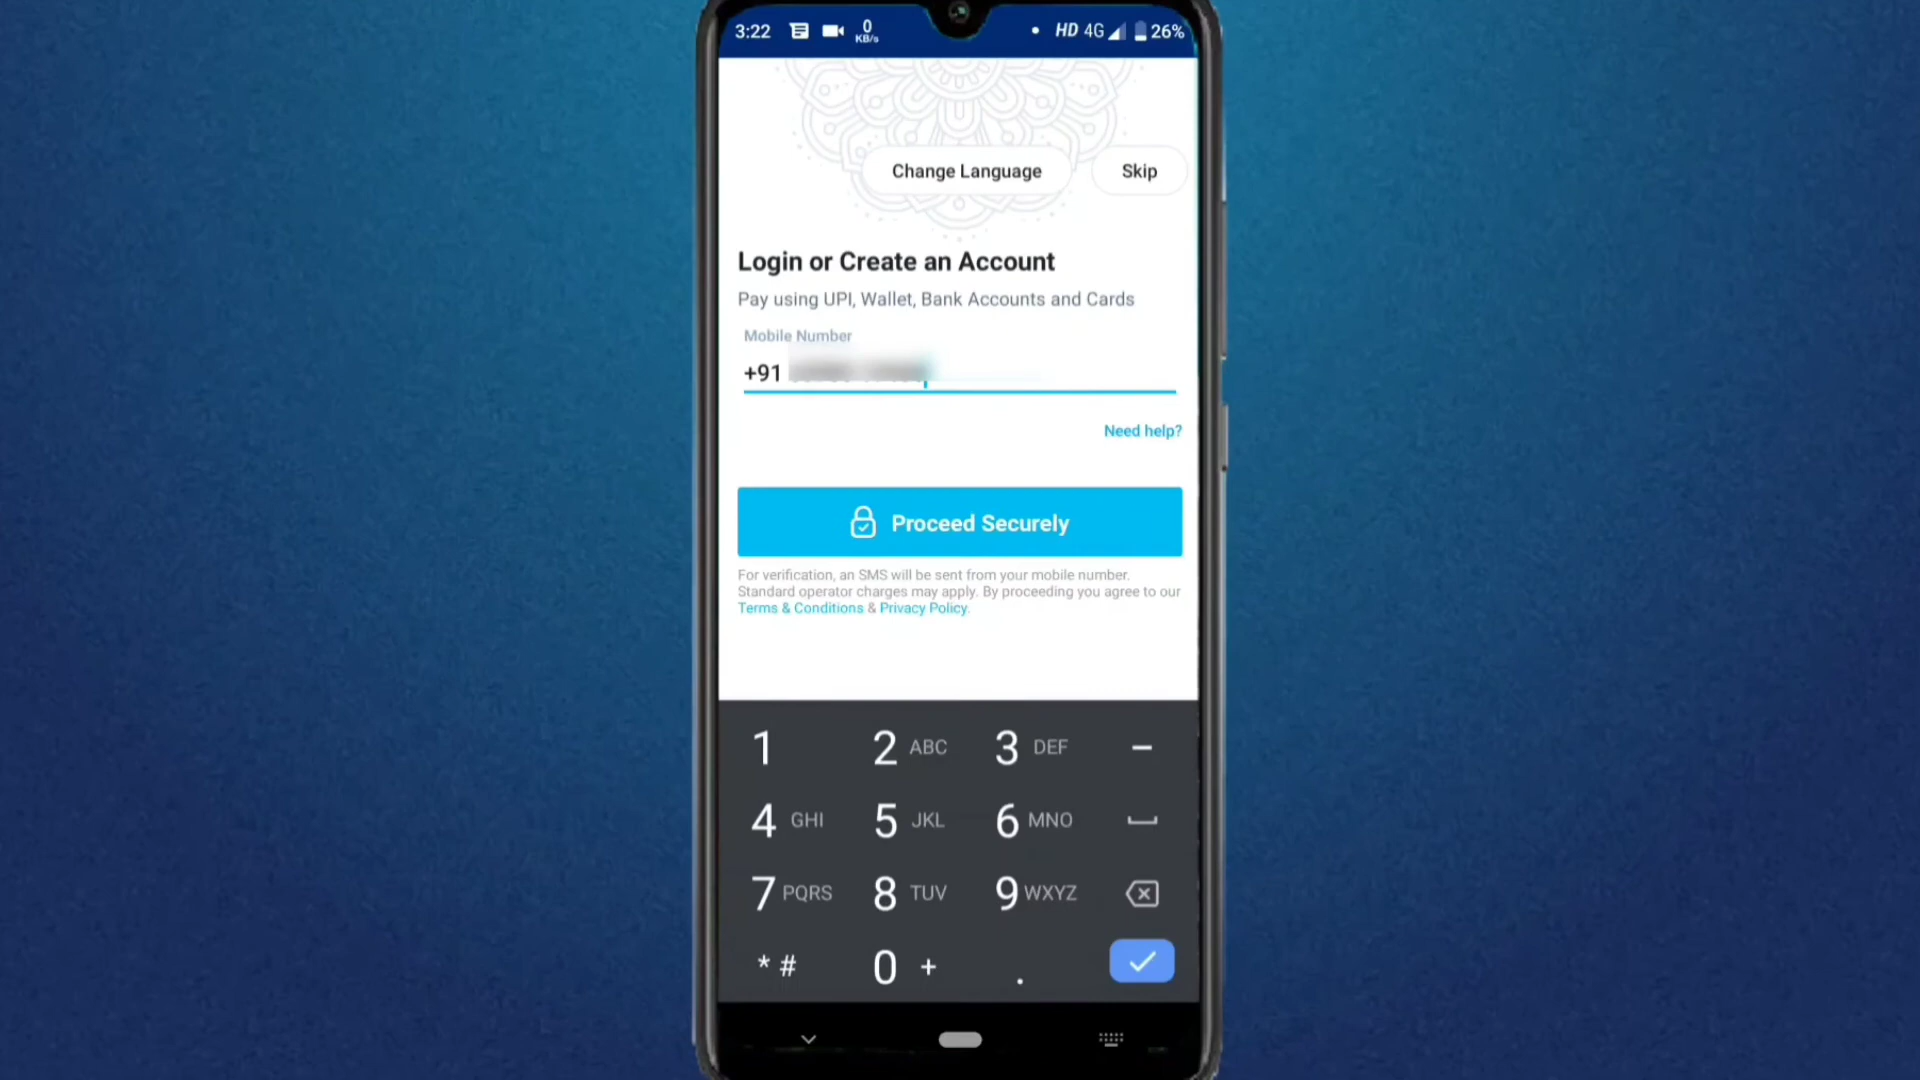 3:22 0 KB/s HD 4G 26%
Change Language Skip
Login or Create an Account
Pay using UPI, Wallet, Bank Accounts and Cards
Mobile Number
+91
Need help?
Proceed Securely
For verification, an SMS will be sent from your mobile number.
Standard operator charges may apply. By proceeding you agree to our
Terms & Conditions & Privacy Policy.
1 2 ABC 3 DEF –
4 GHI 5 JKL 6 MNO
7 PQRS 8 TUV 9 WXYZ
* # 0 + .